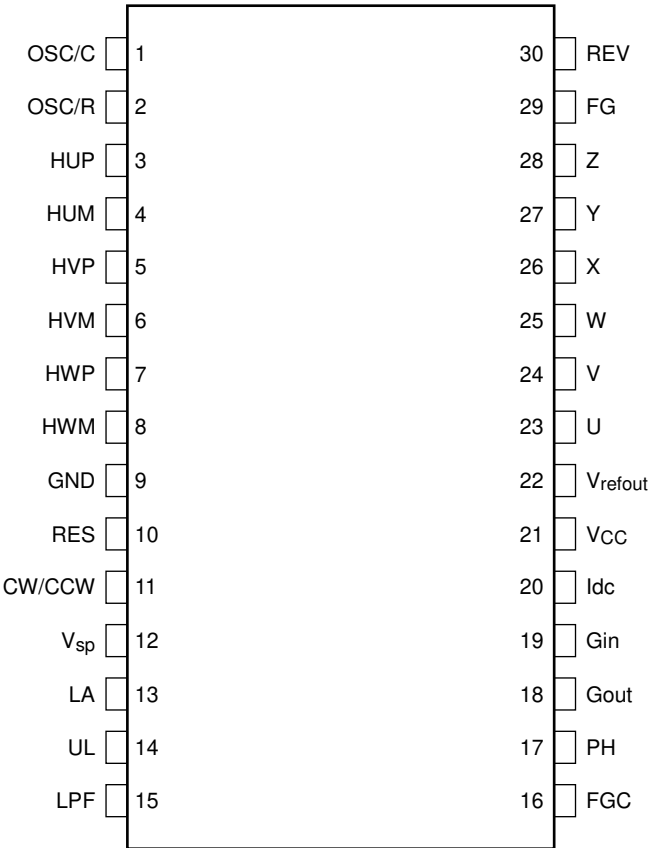 OSC/C 1 30 REV
OSC/R 2 29 FG
HUP 3 28 Z
HUM 4 27 Y
HVP 5 26 X
HVM 6 25 W
HWP 7 24 V
HWM 8 23 U
GND 9 22 Vrefout
RES 10 21 VCC
CW/CCW 11 20 Idc
Vsp 12 19 Gin
LA 13 18 Gout
UL 14 17 PH
LPF 15 16 FGC